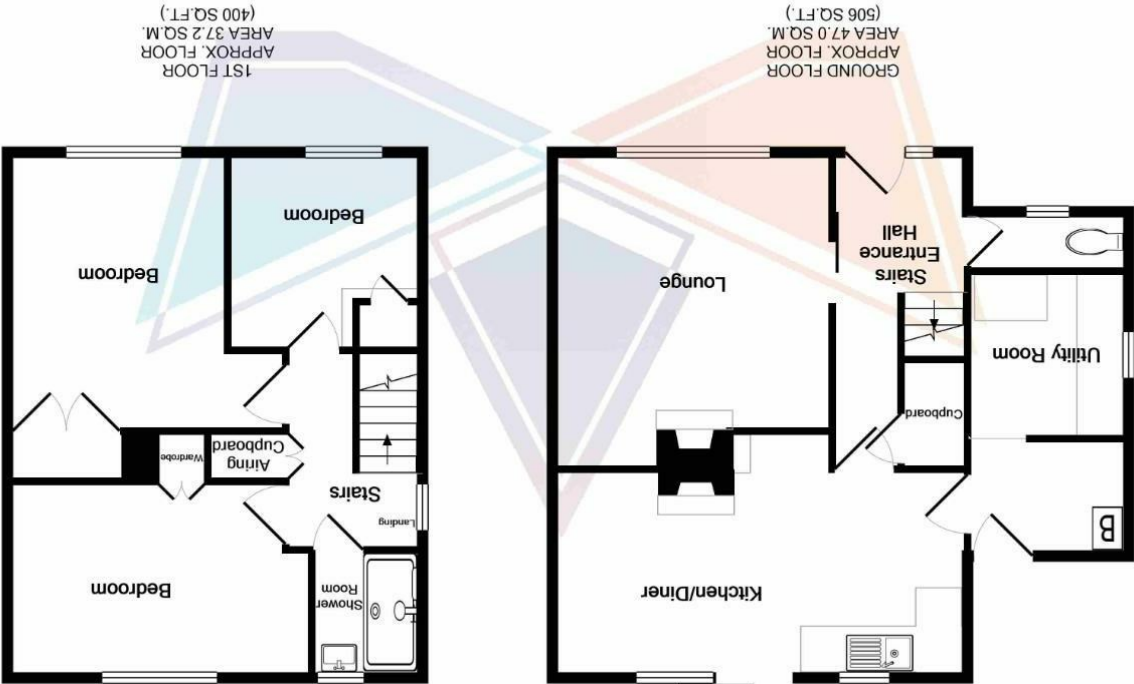 GROUND FLOOR
APPROX. FLOOR
AREA 47.0 SQ.M.
(506 SQ.FT.)
Kitchen/Diner
B
Cupboard
Utility Room
Lounge
Stairs
Entrance
Hall
1ST FLOOR
APPROX. FLOOR
AREA 37.2 SQ.M.
(400 SQ.FT.)
Shower
Room
Bedroom
Landing
Stairs
Airing
Cupboard
Wardrobe
Bedroom
Bedroom